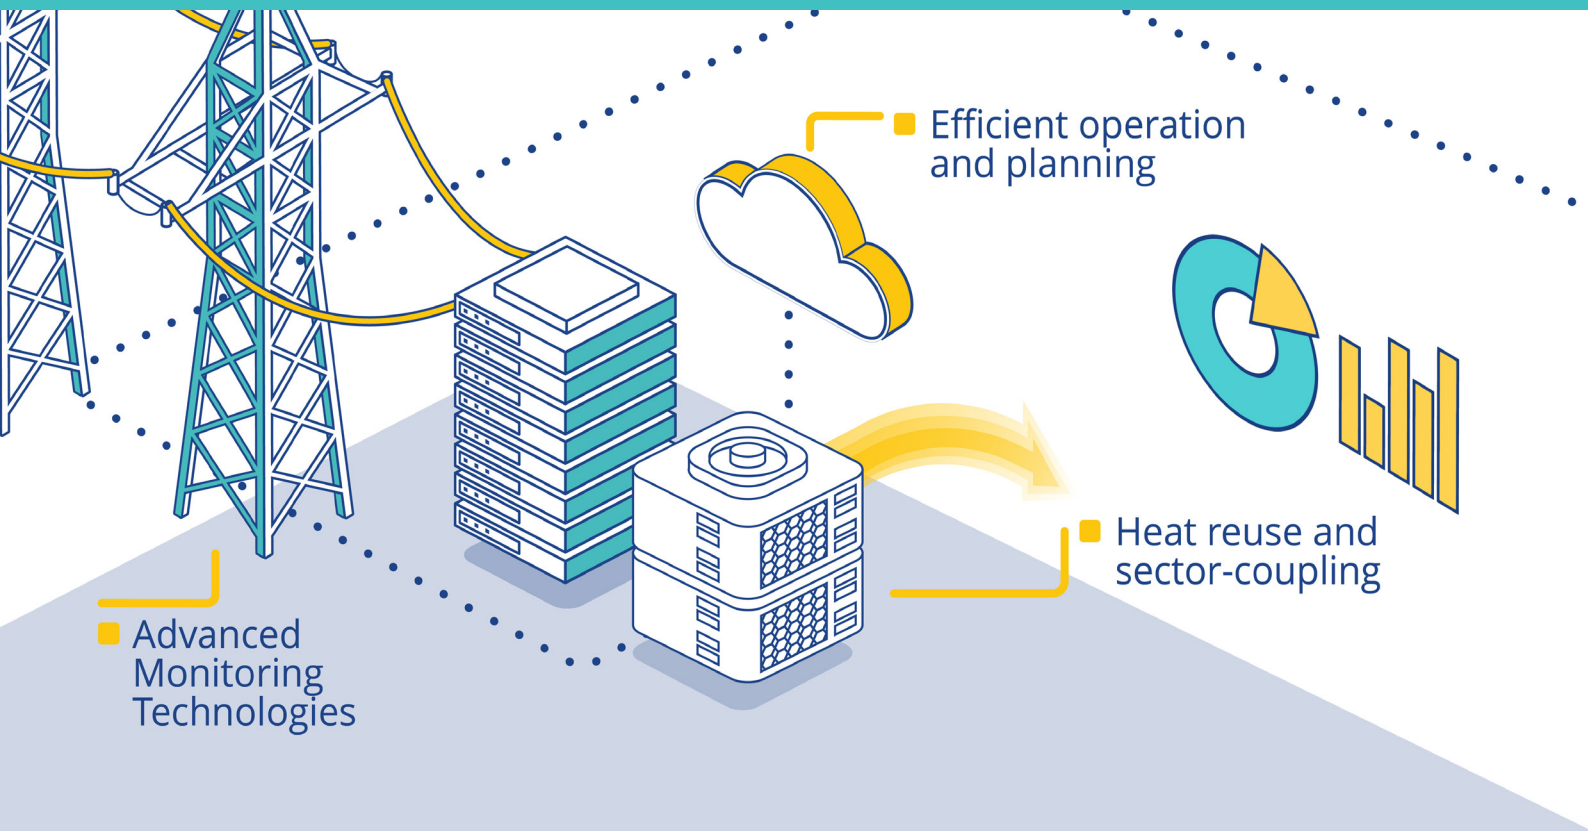 Efficient operation
and planning
Heat reuse and
sector-coupling
Advanced
Monitoring
Technologies